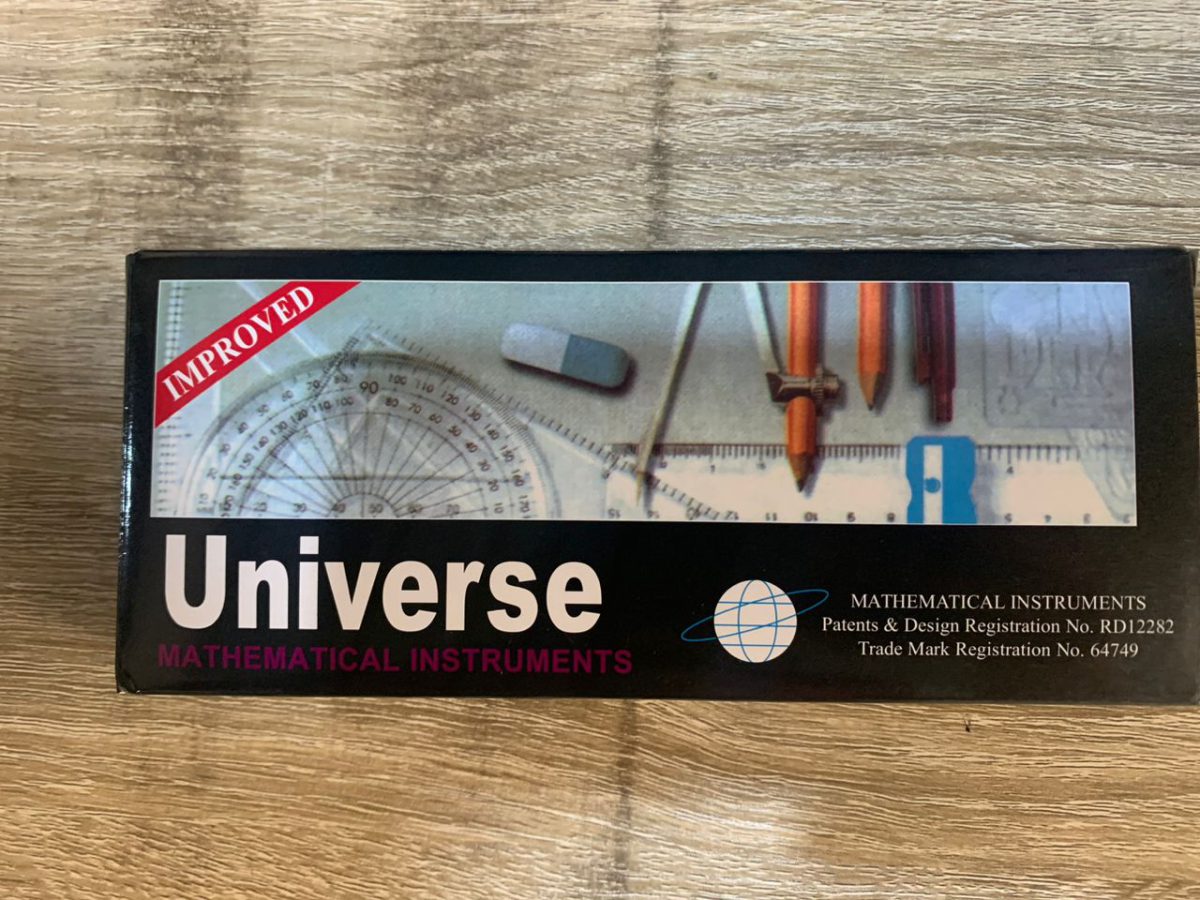 IMPROVED
Universe
MATHEMATICAL INSTRUMENTS
MATHEMATICAL INSTRUMENTS
Patents & Design Registration No. RD12282
Trade Mark Registration No. 64749